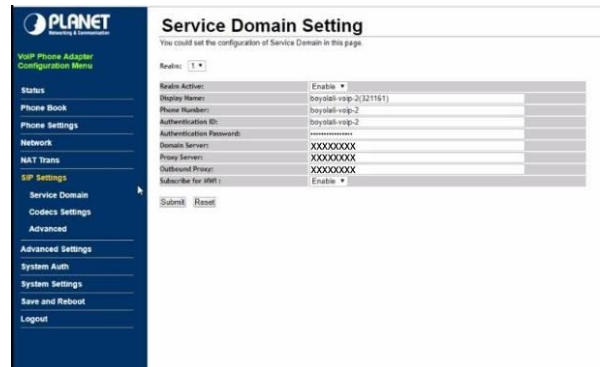 PLANET
Networking & Communication
VoIP Phone Adapter
Configuration Menu
Status
Phone Book
Phone Settings
Network
NAT Trans
SIP Settings
Service Domain
Codecs Settings
Advanced
Advanced Settings
System Auth
System Settings
Save and Reboot
Logout
Service Domain Setting
You could set the configuration of Service Domain in this page.
Realm: 1
Realm Active: Enable
Display Name: boyolali-voip-2(321161)
Phone Number: boyolali-voip-2
Authentication ID: boyolali-voip-2
Authentication Password: ••••••••••••••••
Domain Server: XXXXXXXX
Proxy Server: XXXXXXXX
Outbound Proxy: XXXXXXXX
Subscribe for MWI : Enable
Submit Reset